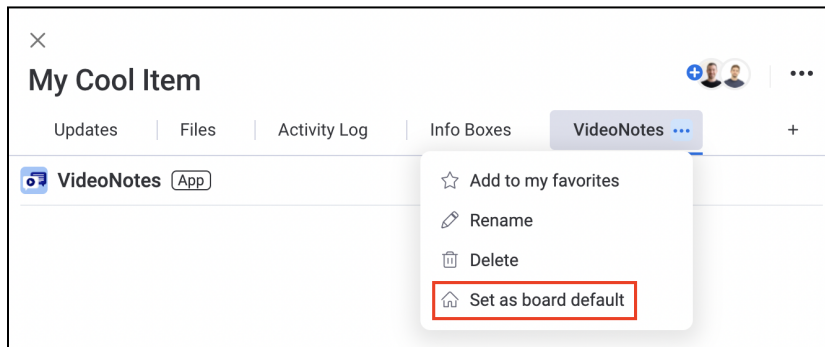 My Cool Item
Updates Files Activity Log Info Boxes VideoNotes
VideoNotes App
Add to my favorites
Rename
Delete
Set as board default